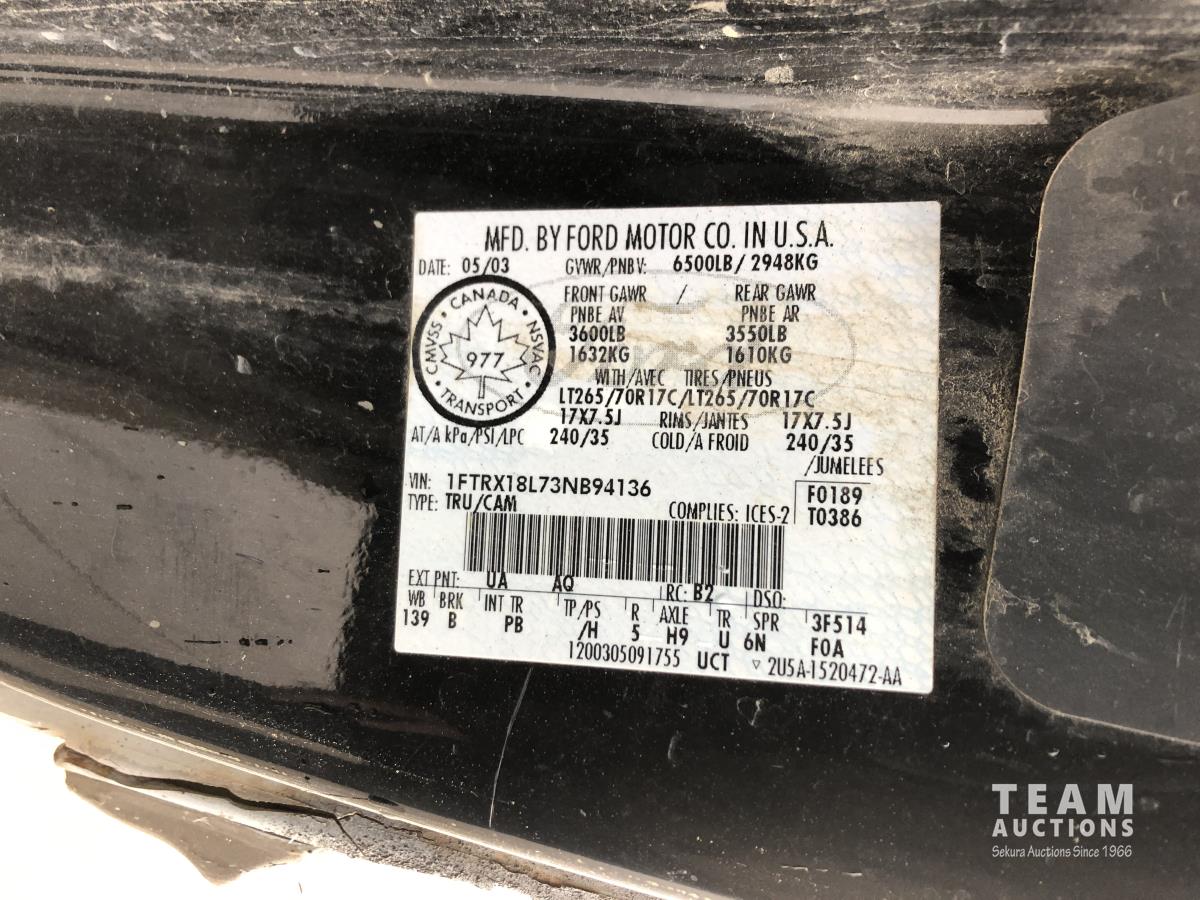 MFD. BY FORD MOTOR CO. IN U.S.A.
DATE: 05/03 GVWR/PNBV: 6500LB/ 2948KG
FRONT GAWR / REAR GAWR
PNBE AV PNBE AR
3600LB 3550LB
1632KG 1610KG
CANADA
CMVSS NSVAC
977
TRANSPORT
WITH/AVEC TIRES/PNEUS
LT265/70R17C/LT265/70R17C
17X7.5J RIMS/JANTES 17X7.5J
AT/A kPa/PSI/LPC 240/35 COLD/A FROID 240/35
/JUMELEES
VIN: 1FTRX18L73NB94136 F0189
TYPE: TRU/CAM COMPLIES: ICES-2 T0386
EXT PNT: UA AQ RC: B2 DSO:
WB BRK INT TR TP/PS R AXLE TR SPR 3F514
139 B PB /H 5 H9 U 6N F0A
1200305091755 UCT ▽ 2U5A-1520472-AA
TEAM
AUCTIONS
Sekura Auctions Since 1966